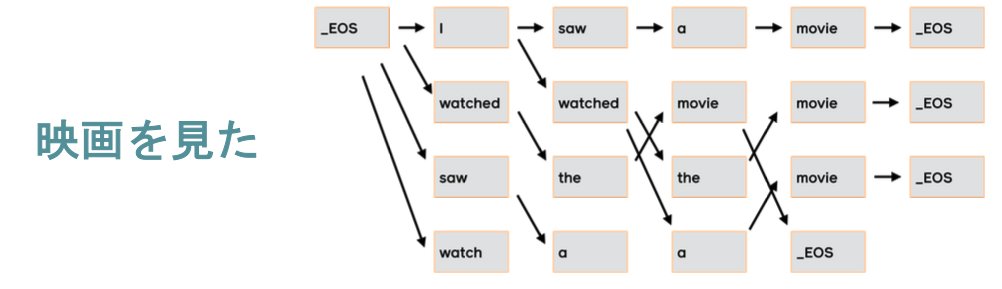 映画を見た
_EOS I saw a movie _EOS
watched watched movie movie _EOS
saw the the movie _EOS
watch a a _EOS